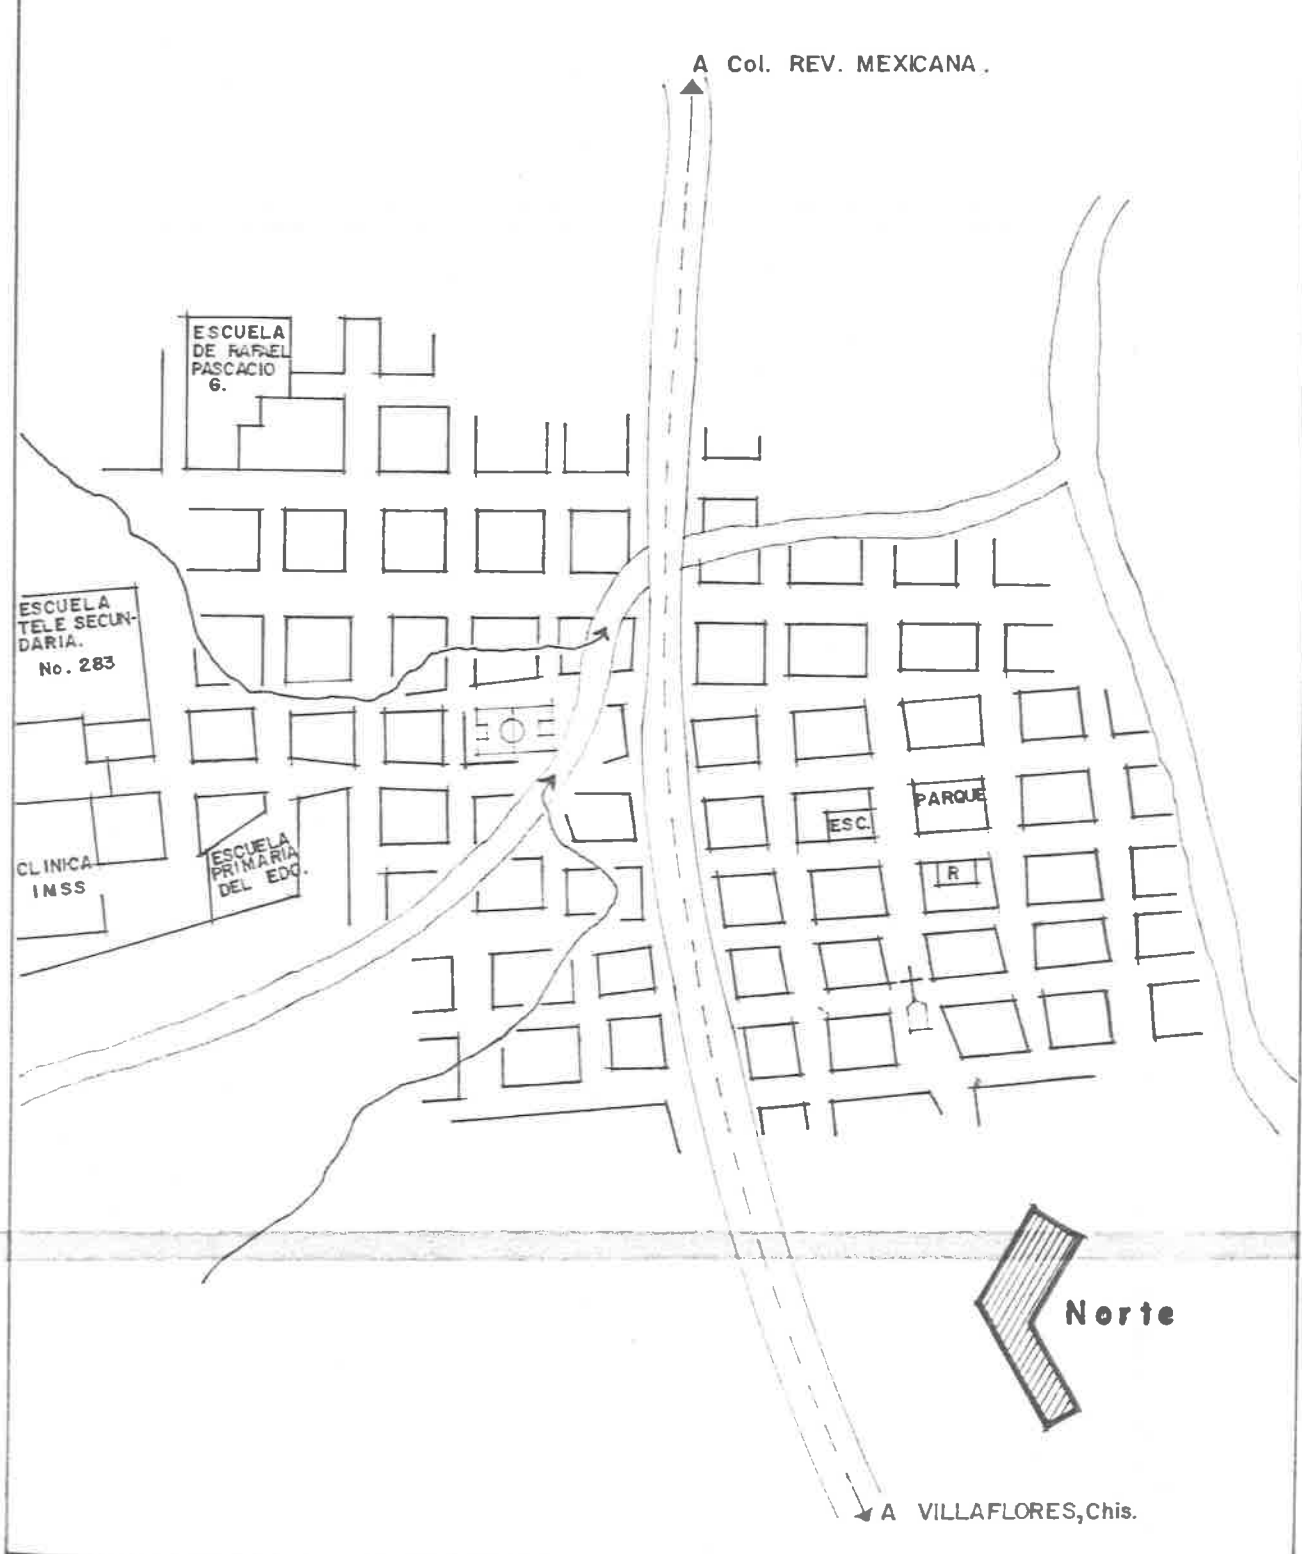 A Col. REV. MEXICANA.
ESCUELA
DE RAFAEL
PASCACIO
G.
ESCUELA
TELE SECUN-
DARIA.
No. 283
PARQUE
ESC.
ESCUELA
PRIMARIA
DEL EDO.
CLINICA
IMSS
R
Norte
A VILLAFLORES, Chis.